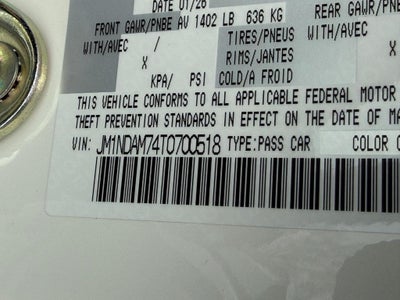 DATE 01/26
FRONT GAWR/PNBE AV 1402 LB 636 KG REAR GAWR/PNBE
WITH/AVEC / TIRES/PNEUS WITH/AVEC
X RIMS/JANTES X
KPA/ PSI COLD/A FROID
THIS VEHICLE CONFORMS TO ALL APPLICABLE FEDERAL MOTOR
THEFT PREVENTION STANDARDS IN EFFECT ON THE DATE OF MA
VIN: JM1NDAM74T0700518 TYPE:PASS CAR COLOR C